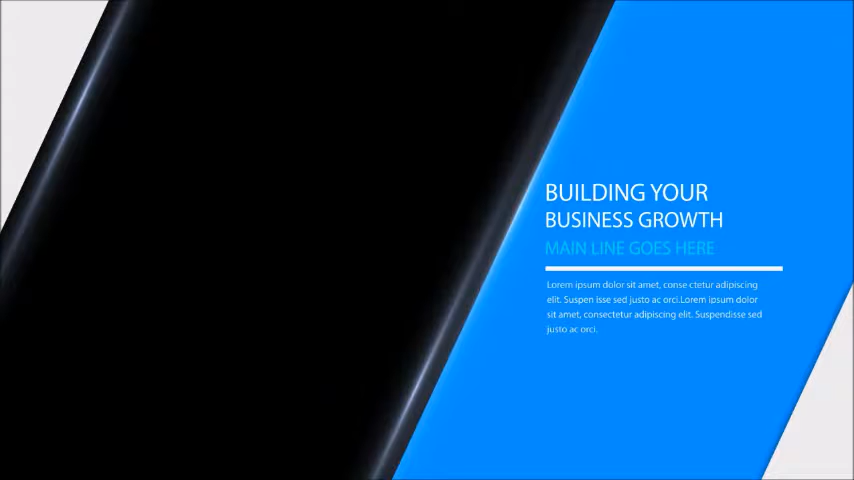 BUILDING YOUR
BUSINESS GROWTH
MAIN LINE GOES HERE
Lorem ipsum dolor sit amet, conse ctetur adipiscing
elit. Suspen isse sed justo ac orci.Lorem ipsum dolor
sit amet, consectetur adipiscing elit. Suspendisse sed
justo ac orci.